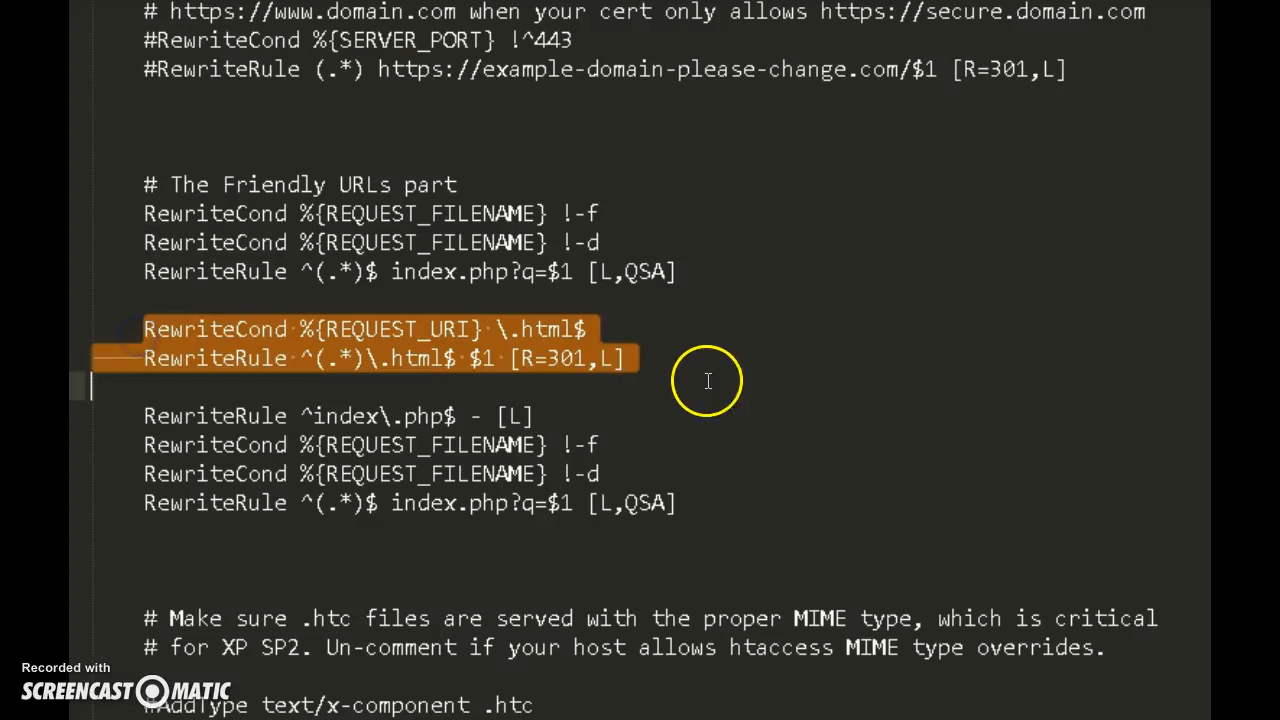 # https://www.domain.com when your cert only allows https://secure.domain.com
#RewriteCond %{SERVER_PORT} !^443
#RewriteRule (.*) https://example-domain-please-change.com/$1 [R=301,L]
# The Friendly URLs part
RewriteCond %{REQUEST_FILENAME} !-f
RewriteCond %{REQUEST_FILENAME} !-d
RewriteRule ^(.*)$ index.php?q=$1 [L,QSA]
RewriteCond %{REQUEST_URI} \.html$
RewriteRule ^(.*)\.html$ $1 [R=301,L]
RewriteRule ^index\.php$ - [L]
RewriteCond %{REQUEST_FILENAME} !-f
RewriteCond %{REQUEST_FILENAME} !-d
RewriteRule ^(.*)$ index.php?q=$1 [L,QSA]
# Make sure .htc files are served with the proper MIME type, which is critical
# for XP SP2. Un-comment if your host allows htaccess MIME type overrides.
#AddType text/x-component .htc
Recorded with
SCREENCAST O MATIC